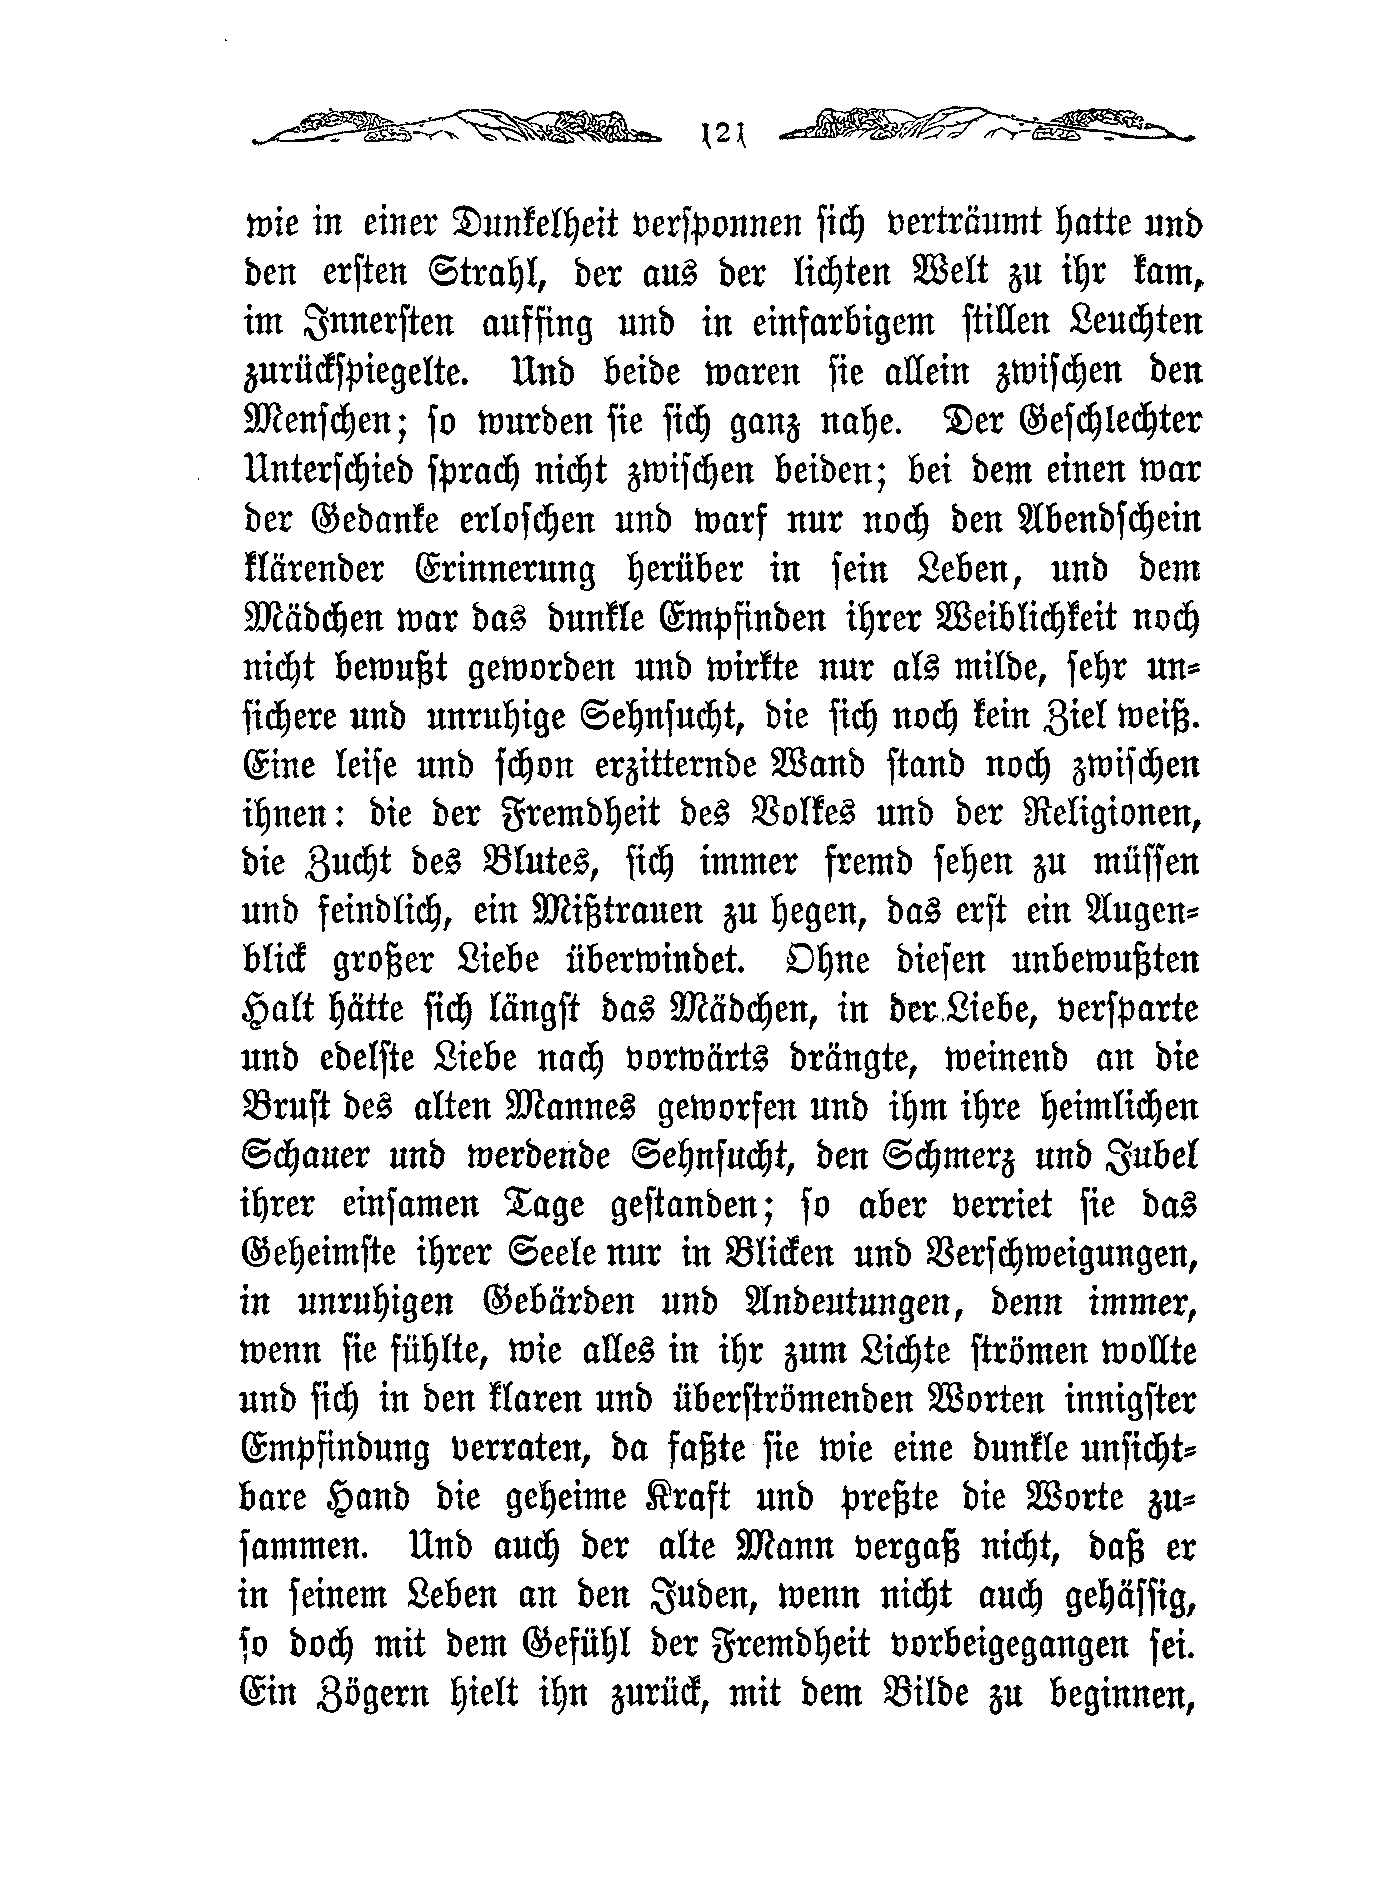 121
wie in einer Dunkelheit versponnen sich verträumt hatte und
den ersten Strahl, der aus der lichten Welt zu ihr kam,
im Innersten auffing und in einfarbigem stillen Leuchten
zurückspiegelte. Und beide waren sie allein zwischen den
Menschen; so wurden sie sich ganz nahe. Der Geschlechter
Unterschied sprach nicht zwischen beiden; bei dem einen war
der Gedanke erloschen und warf nur noch den Abendschein
klärender Erinnerung herüber in sein Leben, und dem
Mädchen war das dunkle Empfinden ihrer Weiblichkeit noch
nicht bewußt geworden und wirkte nur als milde, sehr un-
sichere und unruhige Sehnsucht, die sich noch kein Ziel weiß.
Eine leise und schon erzitternde Wand stand noch zwischen
ihnen: die der Fremdheit des Volkes und der Religionen,
die Zucht des Blutes, sich immer fremd sehen zu müssen
und feindlich, ein Mißtrauen zu hegen, das erst ein Augen-
blick großer Liebe überwindet. Ohne diesen unbewußten
Halt hätte sich längst das Mädchen, in der Liebe, versparte
und edelste Liebe nach vorwärts drängte, weinend an die
Brust des alten Mannes geworfen und ihm ihre heimlichen
Schauer und werdende Sehnsucht, den Schmerz und Jubel
ihrer einsamen Tage gestanden; so aber verriet sie das
Geheimste ihrer Seele nur in Blicken und Verschweigungen,
in unruhigen Gebärden und Andeutungen, denn immer,
wenn sie fühlte, wie alles in ihr zum Lichte strömen wollte
und sich in den klaren und überströmenden Worten innigster
Empfindung verraten, da faßte sie wie eine dunkle unsicht-
bare Hand die geheime Kraft und preßte die Worte zu-
sammen. Und auch der alte Mann vergaß nicht, daß er
in seinem Leben an den Juden, wenn nicht auch gehässig,
so doch mit dem Gefühl der Fremdheit vorbeigegangen sei.
Ein Zögern hielt ihn zurück, mit dem Bilde zu beginnen,